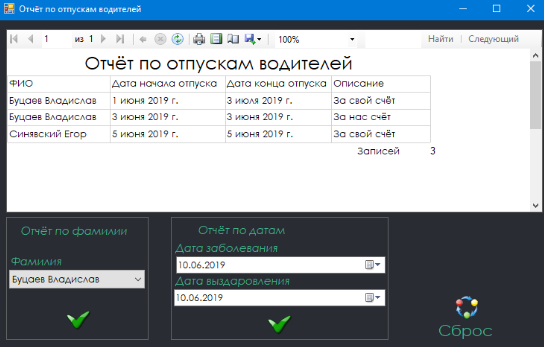 Отчёт по отпускам водителей
1 из 1 100% Найти Следующий
Отчёт по отпускам водителей
ФИО Дата начала отпуска Дата конца отпуска Описание
Буцаев Владислав 1 июня 2019 г. 3 июля 2019 г. За свой счёт
Буцаев Владислав 3 июня 2019 г. 3 июня 2019 г. За нас счёт
Синявский Егор 5 июня 2019 г. 5 июня 2019 г. За свой счёт
Записей 3
Отчёт по фамилии
Фамилия
Буцаев Владислав
Отчёт по датам
Дата заболевания
10.06.2019
Дата выздаровления
10.06.2019
Сброс